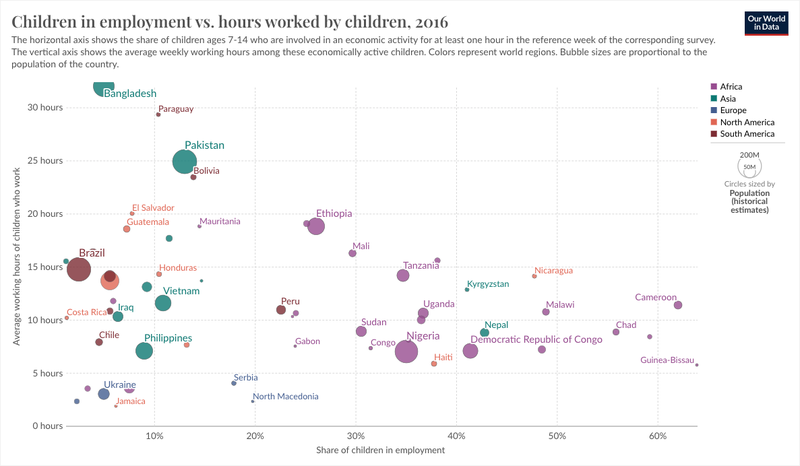 Children in employment vs. hours worked by children, 2016
Our World
in Data
The horizontal axis shows the share of children ages 7-14 who are involved in an economic activity for at least one hour in the reference week of the corresponding survey.
The vertical axis shows the average weekly working hours among these economically active children. Colors represent world regions. Bubble sizes are proportional to the
population of the country.
Africa
Asia
Europe
North America
South America
200M
50M
Circles sized by
Population
(historical
estimates)
Average working hours of children who work
30 hours
25 hours
20 hours
15 hours
10 hours
5 hours
0 hours
Bangladesh
Paraguay
Pakistan
Bolivia
El Salvador
Guatemala
Mauritania
Ethiopia
Mali
Brazil
Honduras
Tanzania
Nicaragua
Kyrgyzstan
Vietnam
Cameroon
Costa Rica
Iraq
Peru
Uganda
Malawi
Sudan
Nepal
Chad
Chile
Philippines
Gabon
Congo
Nigeria
Democratic Republic of Congo
Haiti
Guinea-Bissau
Ukraine
Serbia
Jamaica
North Macedonia
10%
20%
30%
40%
50%
60%
Share of children in employment